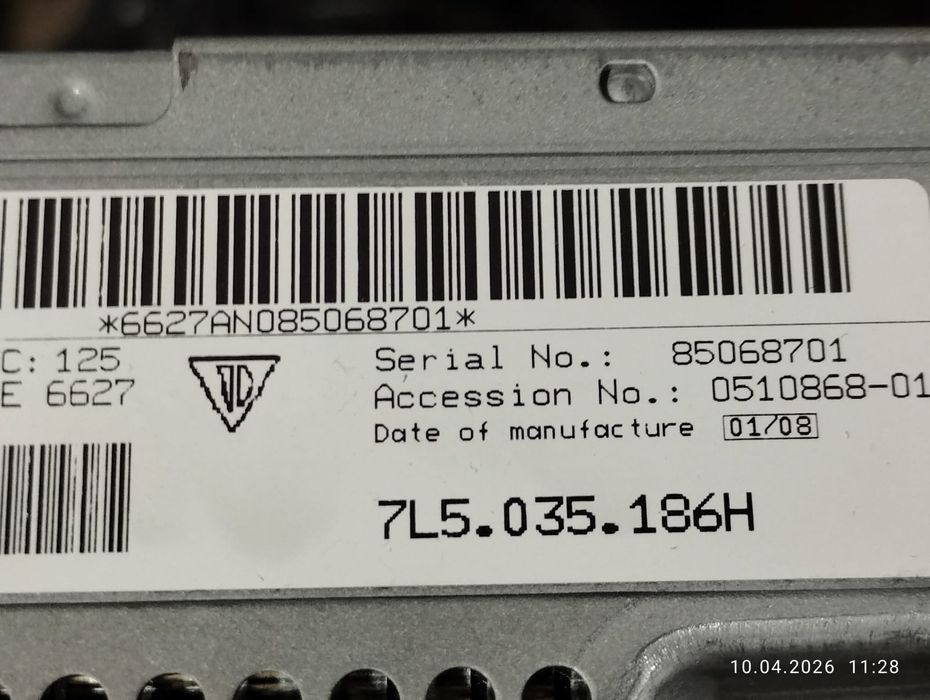 *6627AN085068701*
C: 125
E 6627
Serial No.: 85068701
Accession No.: 0510868-01
Date of manufacture 01/08
7L5.035.186H
10.04.2026 11:28